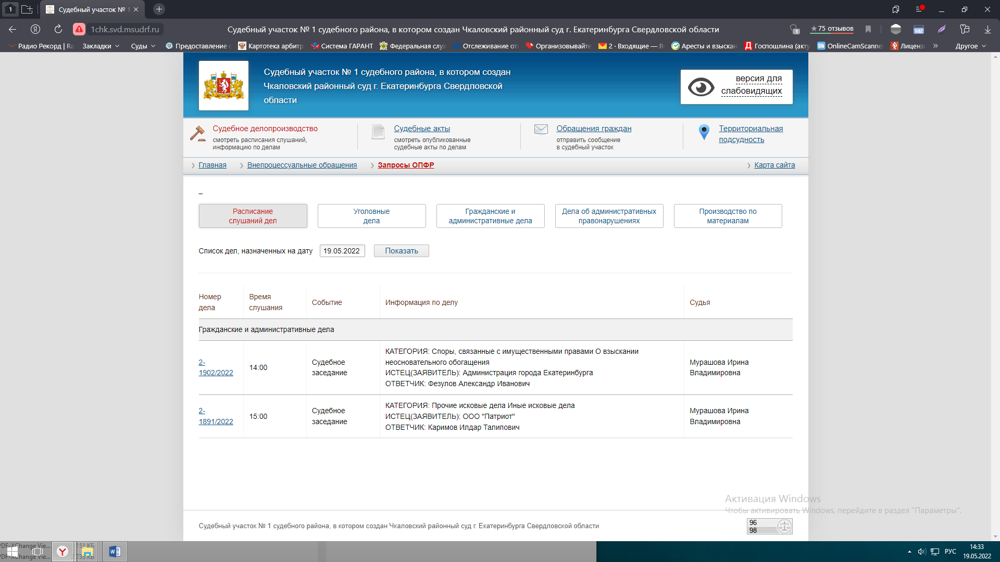 1
Судебный участок № 1
1chk.svd.msudrf.ru
Судебный участок № 1 судебного района, в котором создан Чкаловский районный суд г. Екатеринбурга Свердловской области
1
★ 75 отзывов
102
Радио Рекорд | Ra
Закладки
Суды
Предоставление
Картотека арбитр
Система ГАРАНТ
Федеральная слу
Отслеживание от
Организовывайте
2 · Входящие — Я
Аресты и взыскан
Госпошлина (акту
OnlineCamScanne
Лиценз
»
Другое
Судебный участок № 1 судебного района, в котором создан
Чкаловский районный суд г. Екатеринбурга Свердловской
области
версия для
слабовидящих
Судебное делопроизводство
смотреть расписания слушаний,
информацию по делам
Судебные акты
смотреть опубликованные
судебные акты по делам
Обращения граждан
отправить сообщение
в судебный участок
Территориальная
подсудность
Главная
Внепроцессуальные обращения
Запросы ОПФР
Карта сайта
–
Расписание
слушаний дел
Уголовные
дела
Гражданские и
административные дела
Дела об административных
правонарушениях
Производство по
материалам
Список дел, назначенных на дату
19.05.2022
Показать
Номер
дела
Время
слушания
Событие
Информация по делу
Судья
Гражданские и административные дела
2-
1902/2022
14:00
Судебное
заседание
КАТЕГОРИЯ: Споры, связанные с имущественными правами О взыскании
неосновательного обогащения
ИСТЕЦ(ЗАЯВИТЕЛЬ): Администрация города Екатеринбурга
ОТВЕТЧИК: Фезулов Александр Иванович
Мурашова Ирина
Владимировна
2-
1891/2022
15:00
Судебное
заседание
КАТЕГОРИЯ: Прочие исковые дела Иные исковые дела
ИСТЕЦ(ЗАЯВИТЕЛЬ): ООО "Патриот"
ОТВЕТЧИК: Каримов Илдар Талипович
Мурашова Ирина
Владимировна
Активация Windows
Чтобы активировать Windows, перейдите в раздел "Параметры".
Судебный участок № 1 судебного района, в котором создан Чкаловский районный суд г. Екатеринбурга Свердловской области
96
98
PDF-XChange Vie...
151 КБ
PDF-XChange Vie...
РУС
14:33
19.05.2022